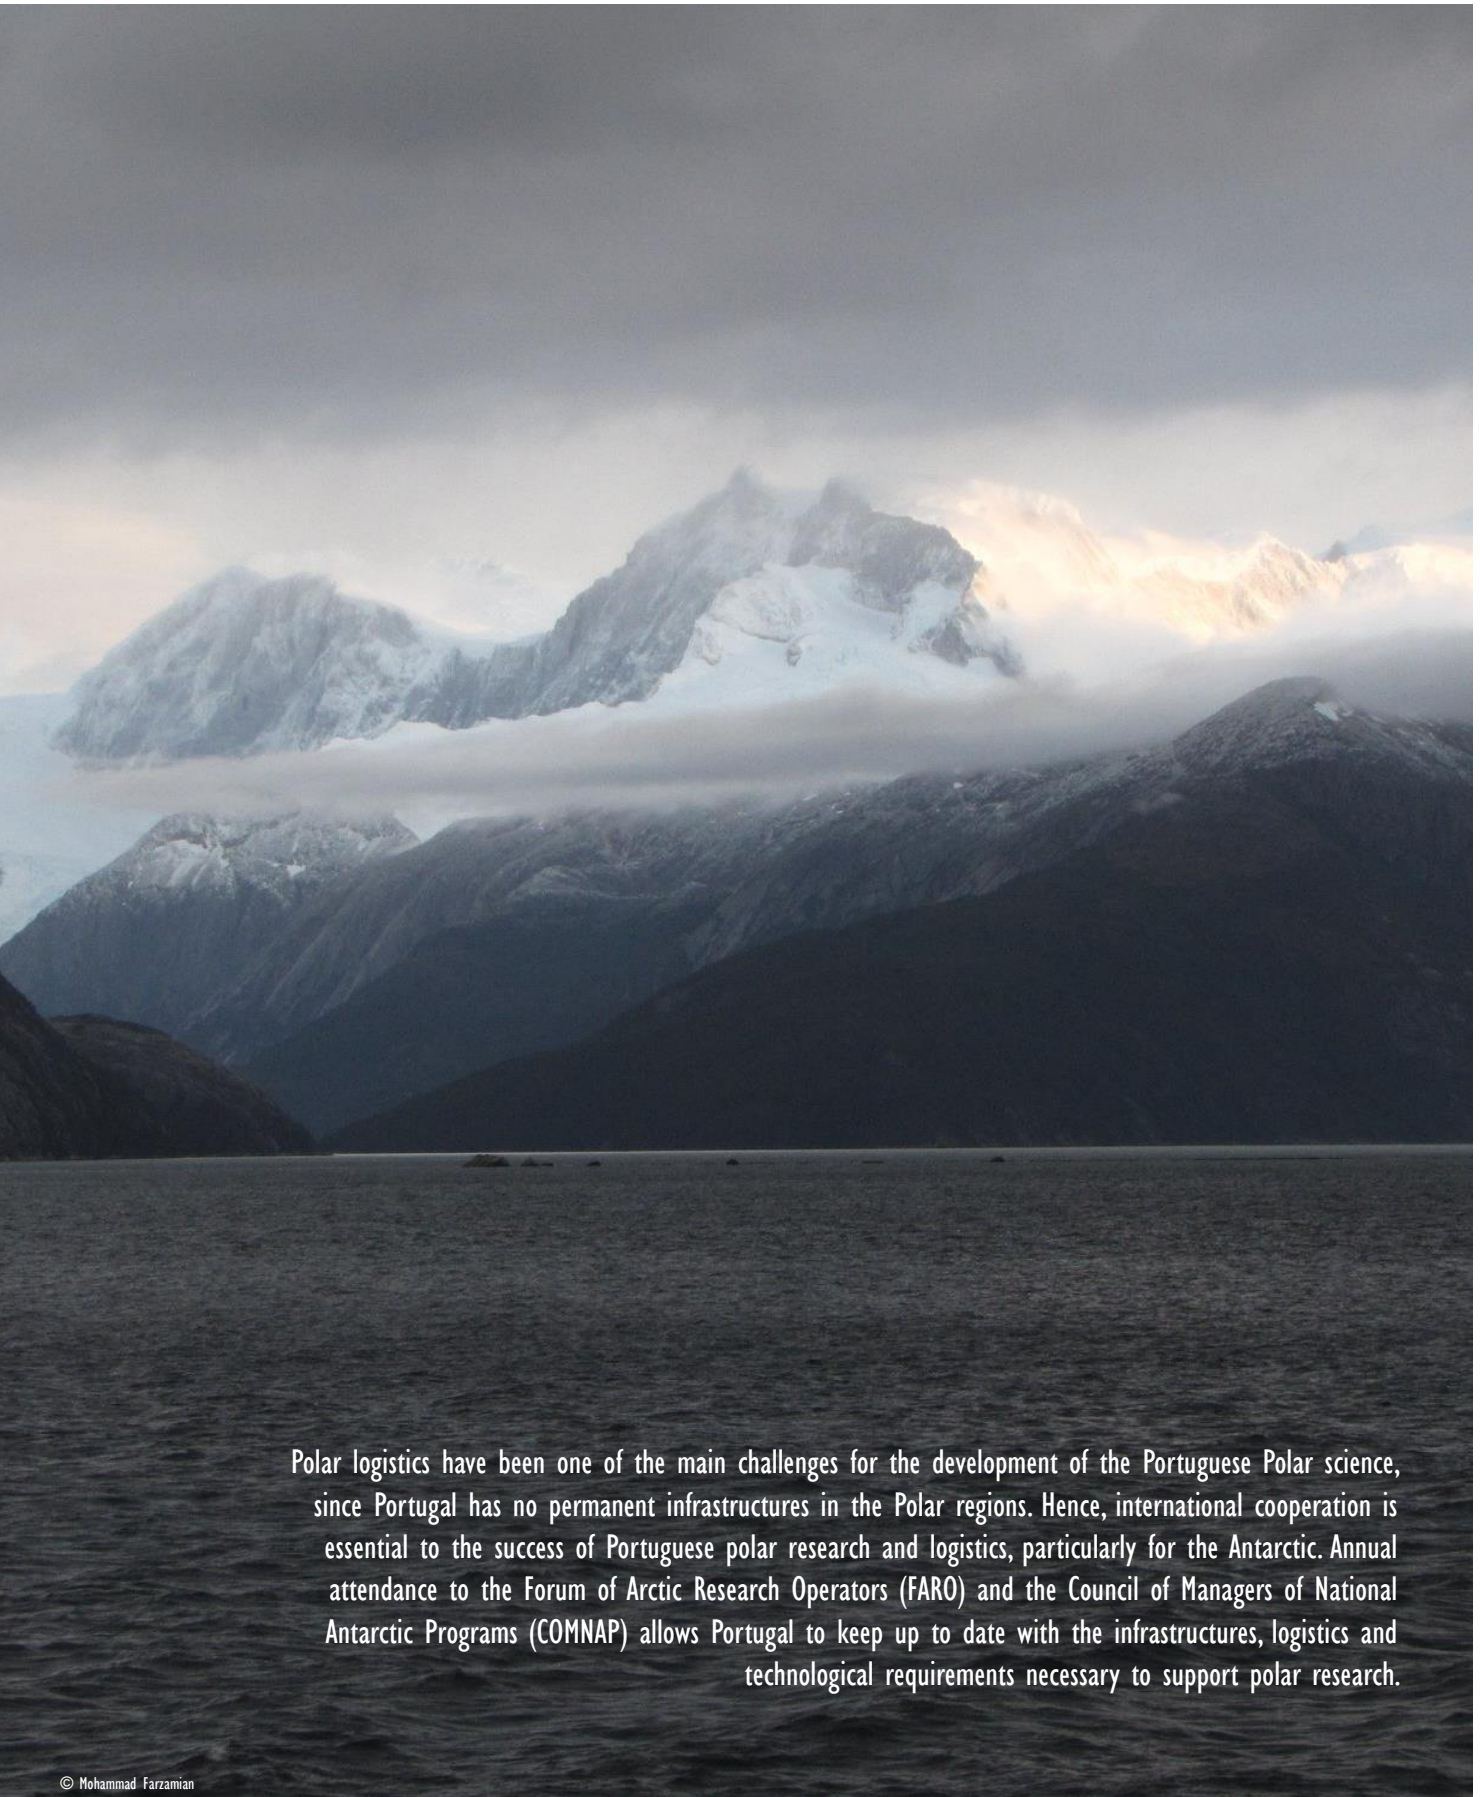 Polar logistics have been one of the main challenges for the development of the Portuguese Polar science,
since Portugal has no permanent infrastructures in the Polar regions. Hence, international cooperation is
essential to the success of Portuguese polar research and logistics, particularly for the Antarctic. Annual
attendance to the Forum of Arctic Research Operators (FARO) and the Council of Managers of National
Antarctic Programs (COMNAP) allows Portugal to keep up to date with the infrastructures, logistics and
technological requirements necessary to support polar research.
© Mohammad Farzamian